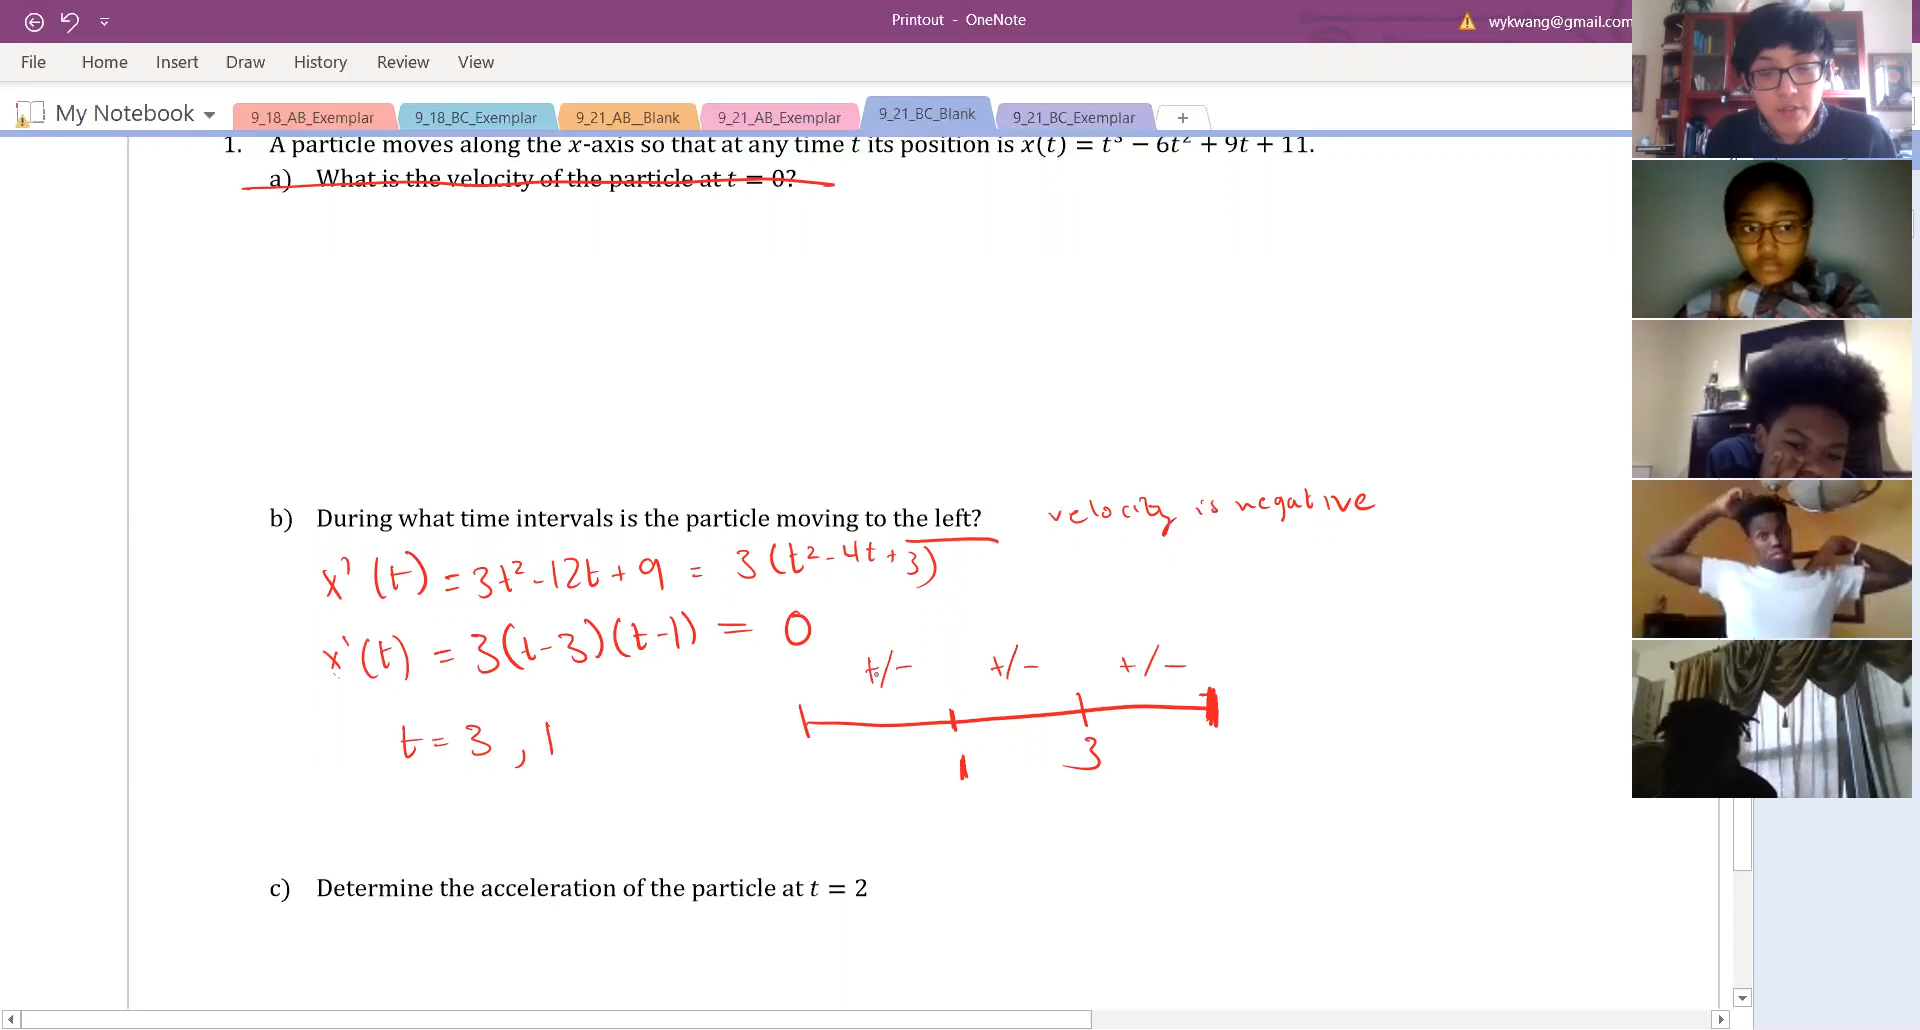 Printout - OneNote
wykwang@gmail.com
File Home Insert Draw History Review View
My Notebook 9_18_AB_Exemplar 9_18_BC_Exemplar 9_21_AB__Blank 9_21_AB_Exemplar 9_21_BC_Blank 9_21_BC_Exemplar +
1. A particle moves along the x-axis so that at any time t its position is x(t) = t³ − 6t² + 9t + 11.
a) What is the velocity of the particle at t = 0?
b) During what time intervals is the particle moving to the left? velocity is negative
x'(t) = 3t² - 12t + 9 = 3(t² - 4t + 3)
x'(t) = 3(t-3)(t-1) = 0
+/- +/- +/-
t = 3, 1
1 3
c) Determine the acceleration of the particle at t = 2